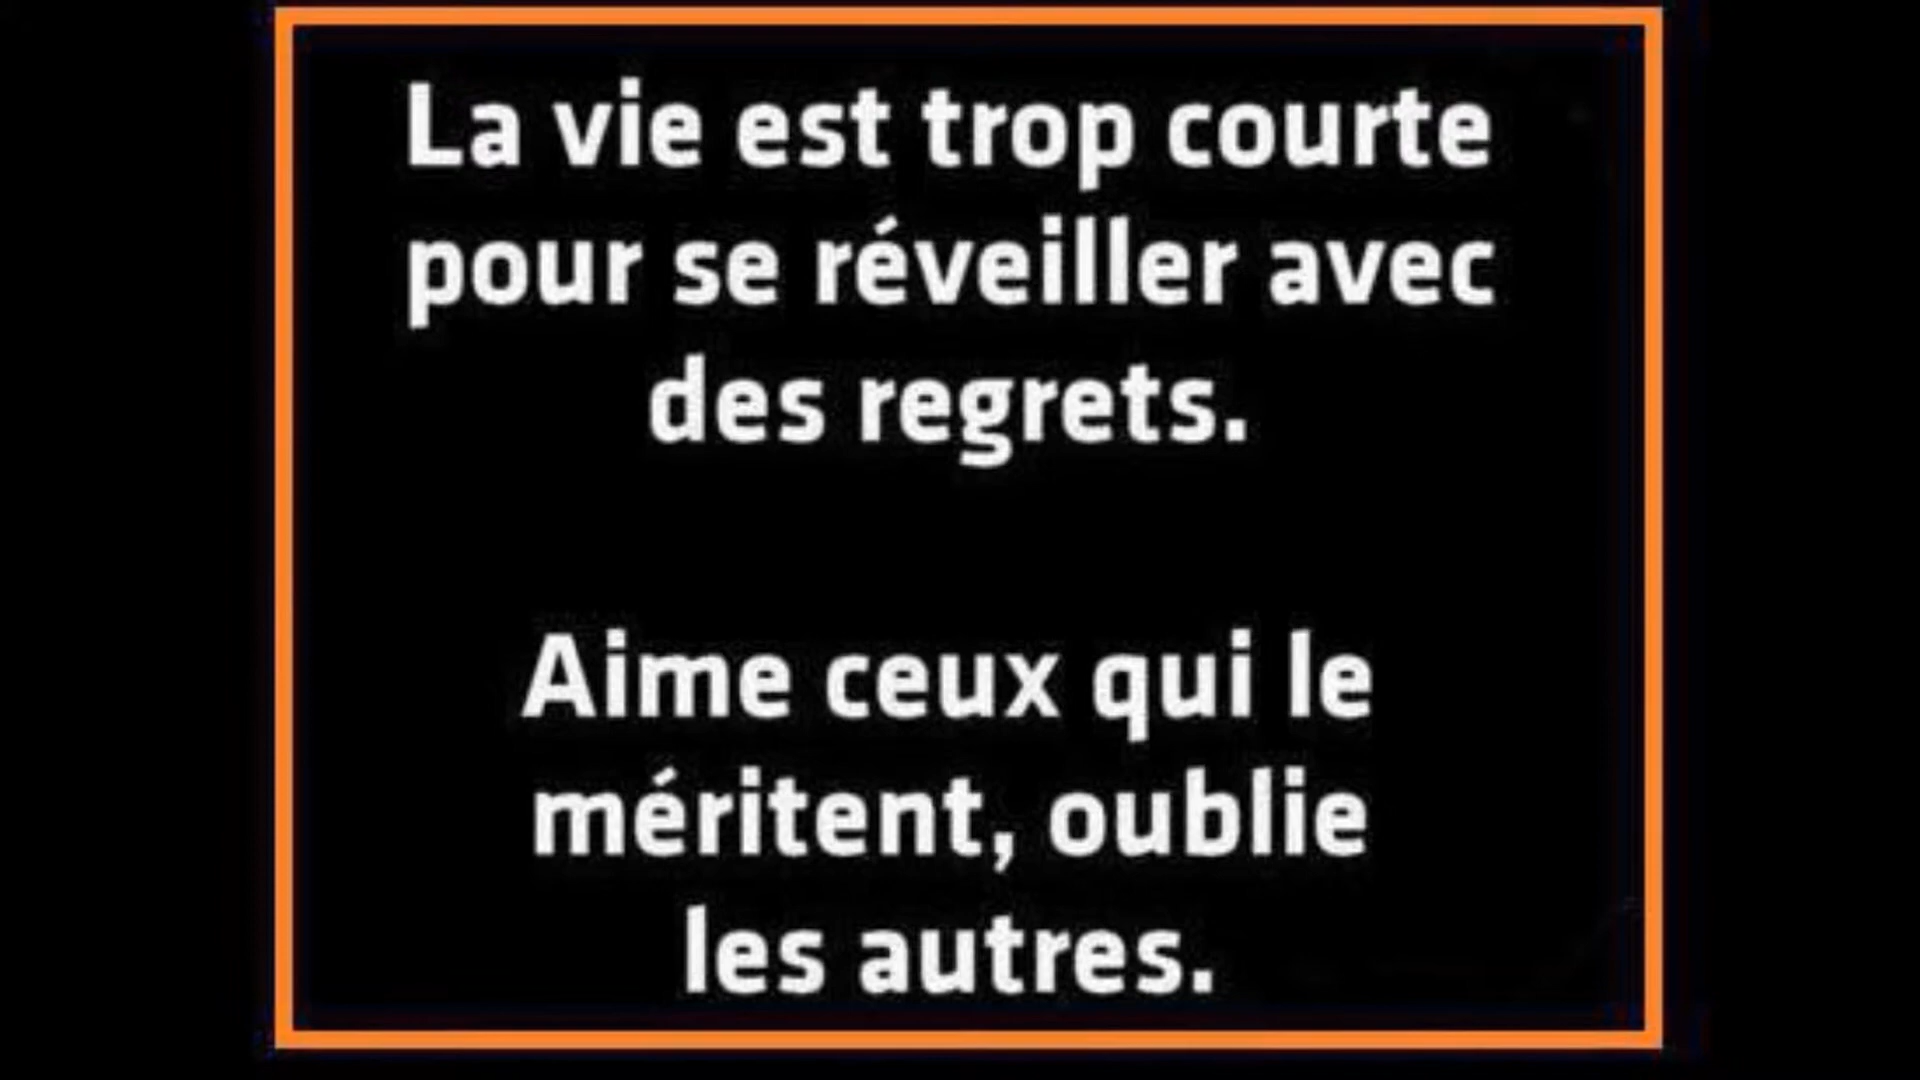 La vie est trop courte
pour se réveiller avec
des regrets.
Aime ceux qui le
méritent, oublie
les autres.